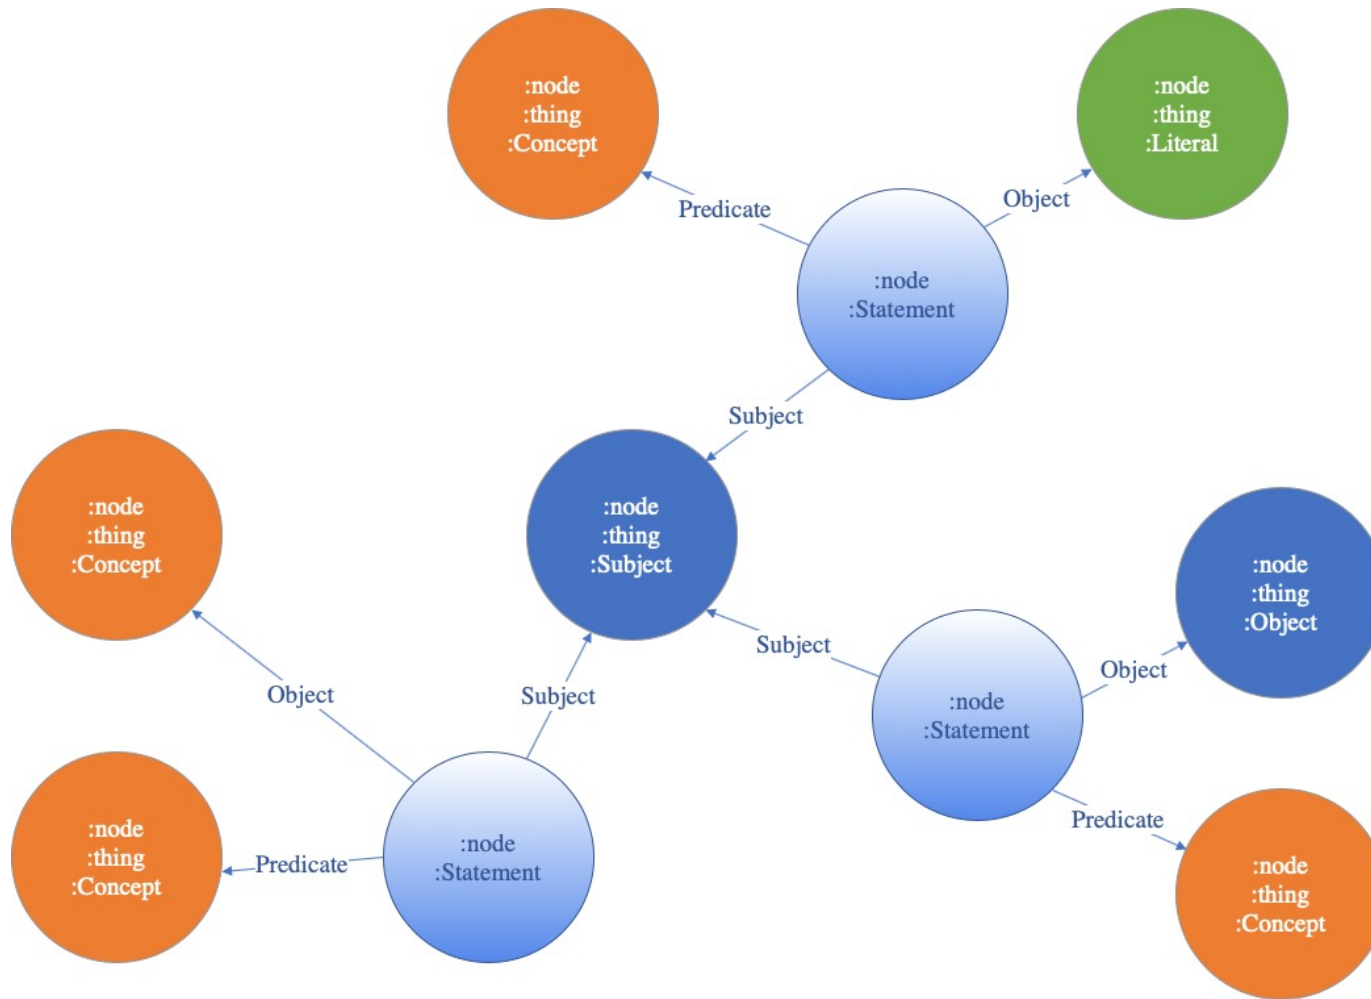 :node
:thing
:Concept
:node
:thing
:Literal
Predicate
Object
:node
:Statement
Subject
:node
:thing
:Concept
:node
:thing
:Subject
:node
:thing
:Object
Subject
Object
Object
Subject
:node
:Statement
Predicate
:node
:thing
:Concept
Predicate
:node
:Statement
:node
:thing
:Concept